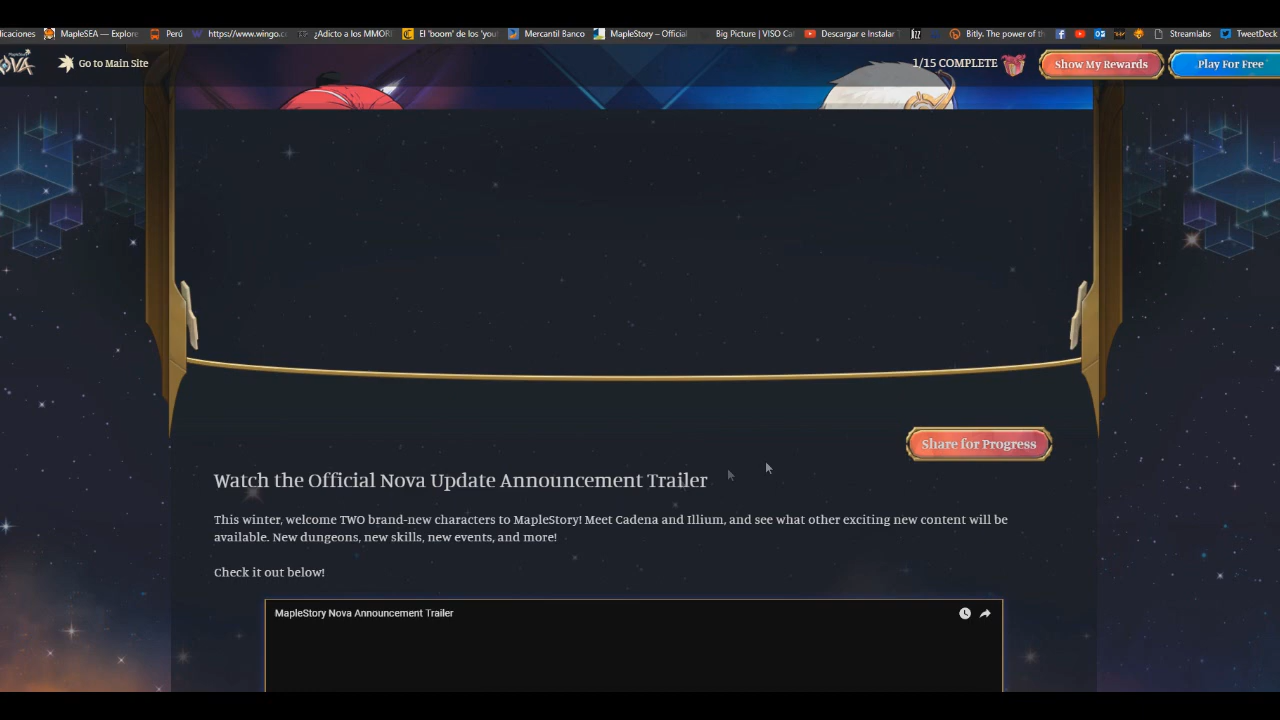 licaciones MapleSEA — Explore Perú https://www.wingo.c ¿Adicto a los MMOR El 'boom' de los 'you Mercantil Banco MapleStory – Official Big Picture | VISO Ca Descargar e Instalar Bitly. The power of th Streamlabs TweetDeck
Go to Main Site 1/15 COMPLETE Show My Rewards Play For Free
Share for Progress
Watch the Official Nova Update Announcement Trailer
This winter, welcome TWO brand-new characters to MapleStory! Meet Cadena and Illium, and see what other exciting new content will be
available. New dungeons, new skills, new events, and more!
Check it out below!
MapleStory Nova Announcement Trailer